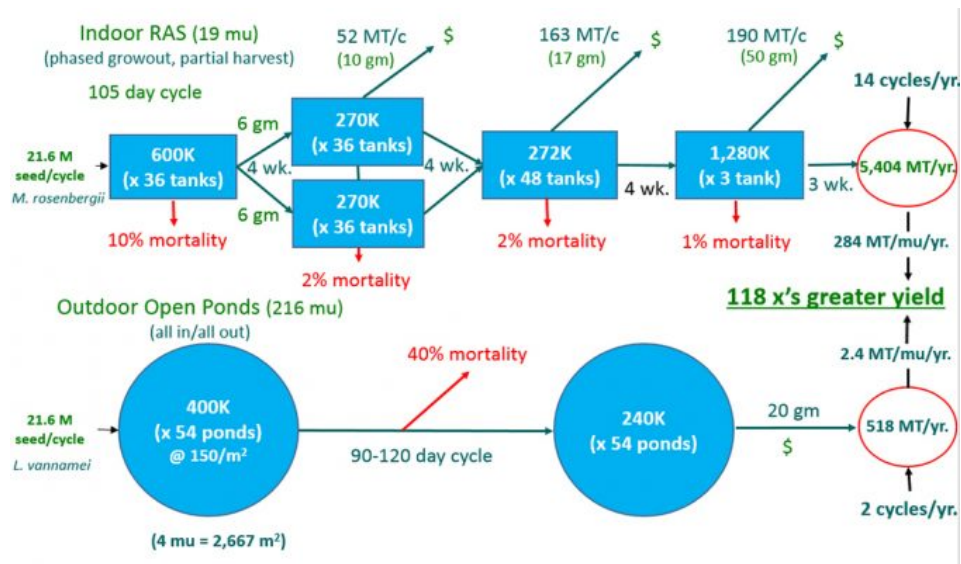 Indoor RAS (19 mu)
(phased growout, partial harvest)
105 day cycle
52 MT/c
(10 gm)
$
163 MT/c
(17 gm)
$
190 MT/c
(50 gm)
$
14 cycles/yr.
21.6 M
seed/cycle
M. rosenbergii
600K
(x 36 tanks)
10% mortality
6 gm
4 wk.
6 gm
270K
(x 36 tanks)
270K
(x 36 tanks)
2% mortality
4 wk.
272K
(x 48 tanks)
2% mortality
4 wk.
1,280K
(x 3 tank)
1% mortality
3 wk.
5,404 MT/yr.
284 MT/mu/yr.
118 x's greater yield
2.4 MT/mu/yr.
Outdoor Open Ponds (216 mu)
(all in/all out)
21.6 M
seed/cycle
L. vannamei
400K
(x 54 ponds)
@ 150/m²
(4 mu = 2,667 m²)
40% mortality
90-120 day cycle
240K
(x 54 ponds)
20 gm
$
518 MT/yr.
2 cycles/yr.